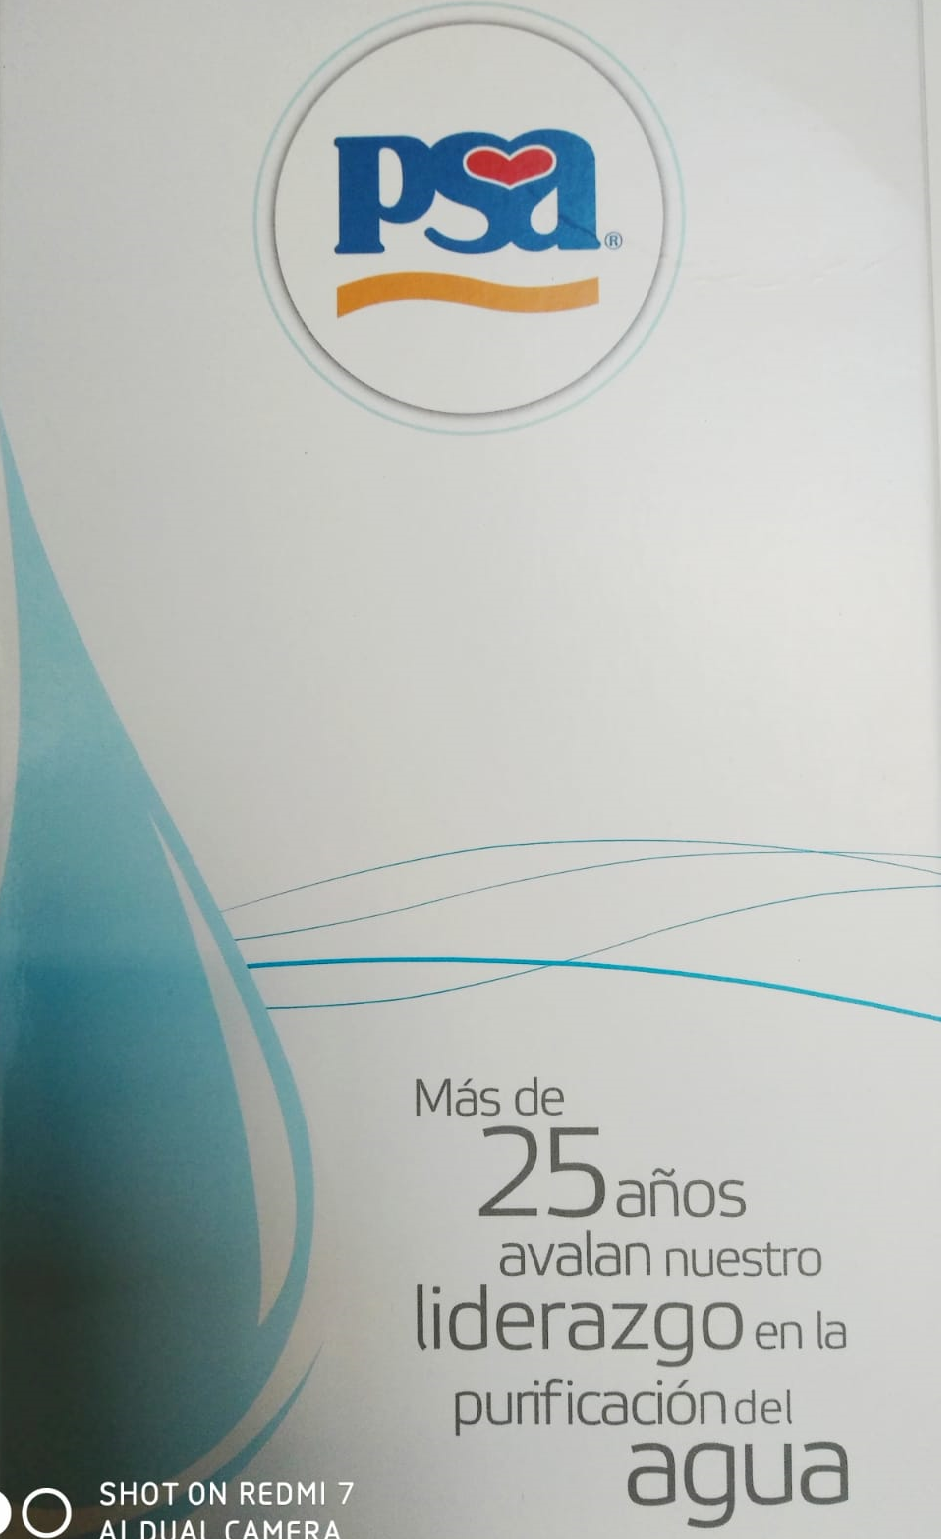 psa®
Más de
25 años
avalan nuestro
liderazgo en la
purificación del
agua
SHOT ON REDMI 7
AI DUAL CAMERA